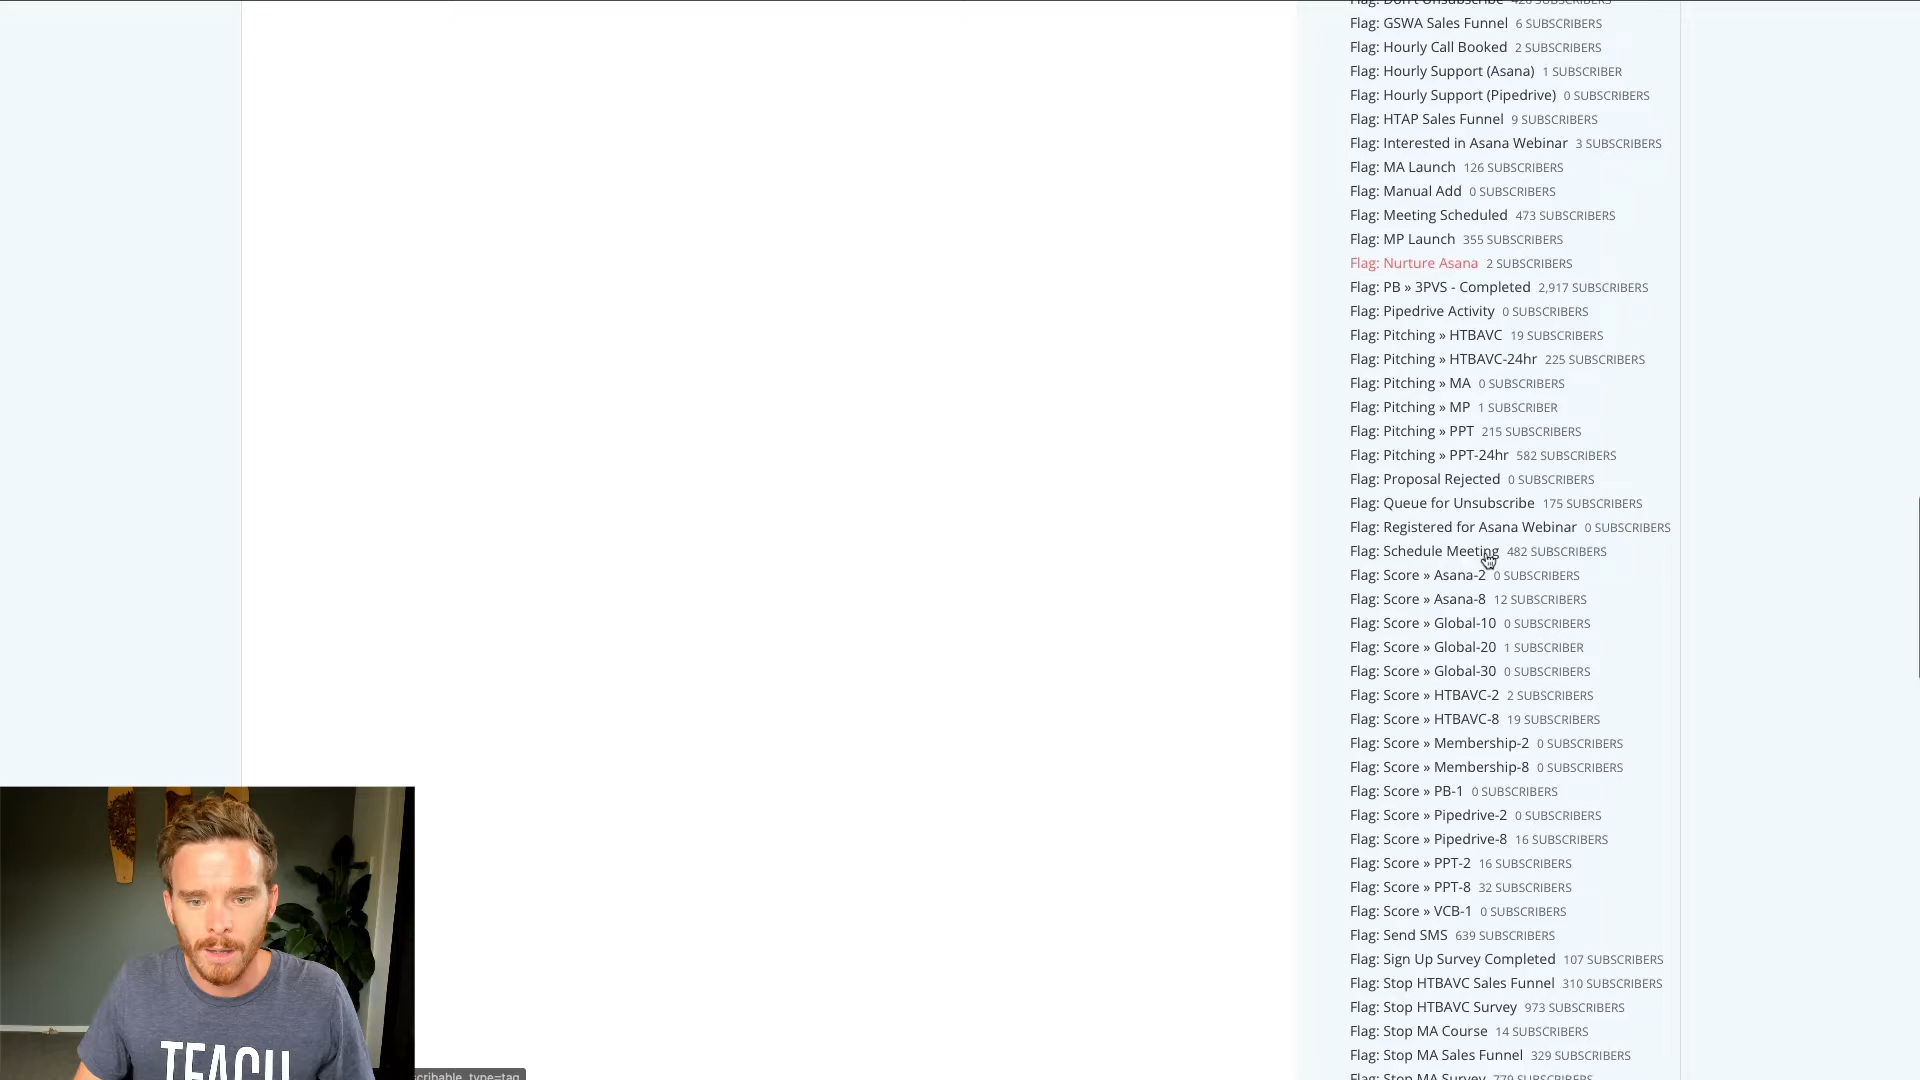 Flag: Don't Unsubscribe 426 SUBSCRIBERS
Flag: GSWA Sales Funnel 6 SUBSCRIBERS
Flag: Hourly Call Booked 2 SUBSCRIBERS
Flag: Hourly Support (Asana) 1 SUBSCRIBER
Flag: Hourly Support (Pipedrive) 0 SUBSCRIBERS
Flag: HTAP Sales Funnel 9 SUBSCRIBERS
Flag: Interested in Asana Webinar 3 SUBSCRIBERS
Flag: MA Launch 126 SUBSCRIBERS
Flag: Manual Add 0 SUBSCRIBERS
Flag: Meeting Scheduled 473 SUBSCRIBERS
Flag: MP Launch 355 SUBSCRIBERS
Flag: Nurture Asana 2 SUBSCRIBERS
Flag: PB » 3PVS - Completed 2,917 SUBSCRIBERS
Flag: Pipedrive Activity 0 SUBSCRIBERS
Flag: Pitching » HTBAVC 19 SUBSCRIBERS
Flag: Pitching » HTBAVC-24hr 225 SUBSCRIBERS
Flag: Pitching » MA 0 SUBSCRIBERS
Flag: Pitching » MP 1 SUBSCRIBER
Flag: Pitching » PPT 215 SUBSCRIBERS
Flag: Pitching » PPT-24hr 582 SUBSCRIBERS
Flag: Proposal Rejected 0 SUBSCRIBERS
Flag: Queue for Unsubscribe 175 SUBSCRIBERS
Flag: Registered for Asana Webinar 0 SUBSCRIBERS
Flag: Schedule Meeting 482 SUBSCRIBERS
Flag: Score » Asana-2 0 SUBSCRIBERS
Flag: Score » Asana-8 12 SUBSCRIBERS
Flag: Score » Global-10 0 SUBSCRIBERS
Flag: Score » Global-20 1 SUBSCRIBER
Flag: Score » Global-30 0 SUBSCRIBERS
Flag: Score » HTBAVC-2 2 SUBSCRIBERS
Flag: Score » HTBAVC-8 19 SUBSCRIBERS
Flag: Score » Membership-2 0 SUBSCRIBERS
Flag: Score » Membership-8 0 SUBSCRIBERS
Flag: Score » PB-1 0 SUBSCRIBERS
Flag: Score » Pipedrive-2 0 SUBSCRIBERS
Flag: Score » Pipedrive-8 16 SUBSCRIBERS
Flag: Score » PPT-2 16 SUBSCRIBERS
Flag: Score » PPT-8 32 SUBSCRIBERS
Flag: Score » VCB-1 0 SUBSCRIBERS
Flag: Send SMS 639 SUBSCRIBERS
Flag: Sign Up Survey Completed 107 SUBSCRIBERS
Flag: Stop HTBAVC Sales Funnel 310 SUBSCRIBERS
Flag: Stop HTBAVC Survey 973 SUBSCRIBERS
Flag: Stop MA Course 14 SUBSCRIBERS
Flag: Stop MA Sales Funnel 329 SUBSCRIBERS
Flag: Stop MA Survey 779 SUBSCRIBERS
TEACH
scribable_type=tag